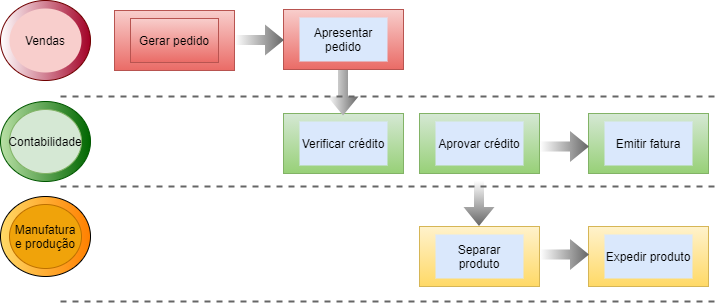 Vendas
Gerar pedido
Apresentar
pedido
Contabilidade
Verificar crédito
Aprovar crédito
Emitir fatura
Manufatura
e produção
Separar
produto
Expedir produto